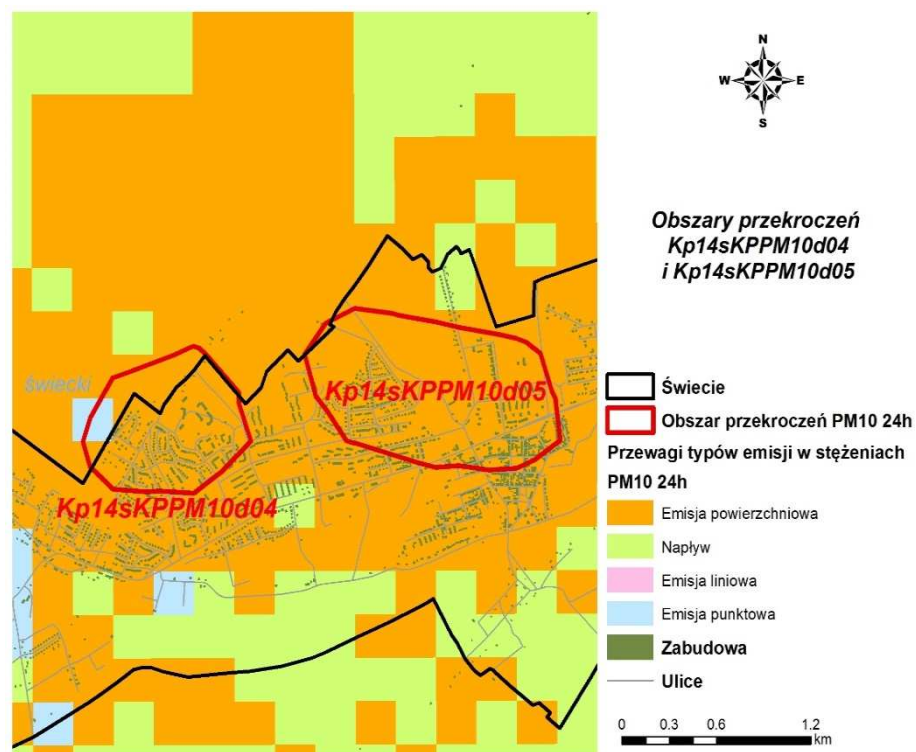 N
W E
S
Obszary przekroczeń
Kp14sKPPM10d04
i Kp14sKPPM10d05
świecki
Kp14sKPPM10d05
Kp14sKPPM10d04
Świecie
Obszar przekroczeń PM10 24h
Przewagi typów emisji w stężeniach
PM10 24h
Emisja powierzchniowa
Napływ
Emisja liniowa
Emisja punktowa
Zabudowa
Ulice
0 0.3 0.6 1.2
km